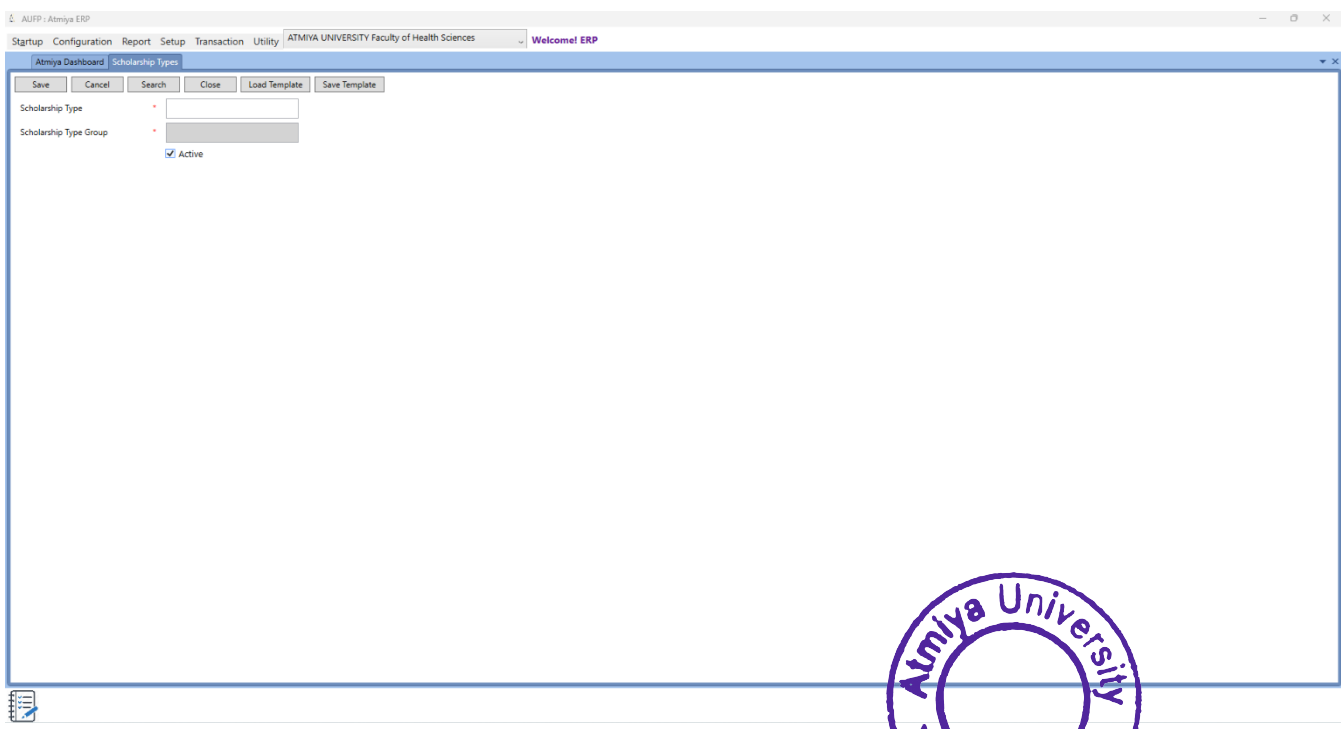 AUFP : Atmiya ERP
Startup Configuration Report Setup Transaction Utility ATMIYA UNIVERSITY Faculty of Health Sciences Welcome! ERP
Atmiya Dashboard Scholarship Types
Save Cancel Search Close Load Template Save Template
Scholarship Type *
Scholarship Type Group *
Active
Atmiya University